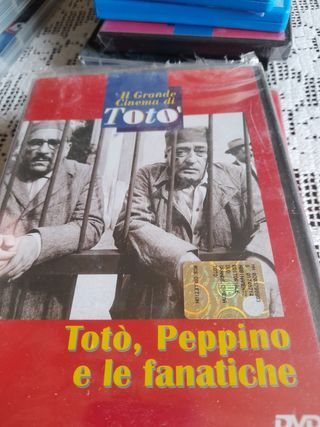 Il Grande
Cinema di
TOTO'
Totò, Peppino
e le fanatiche
DVD